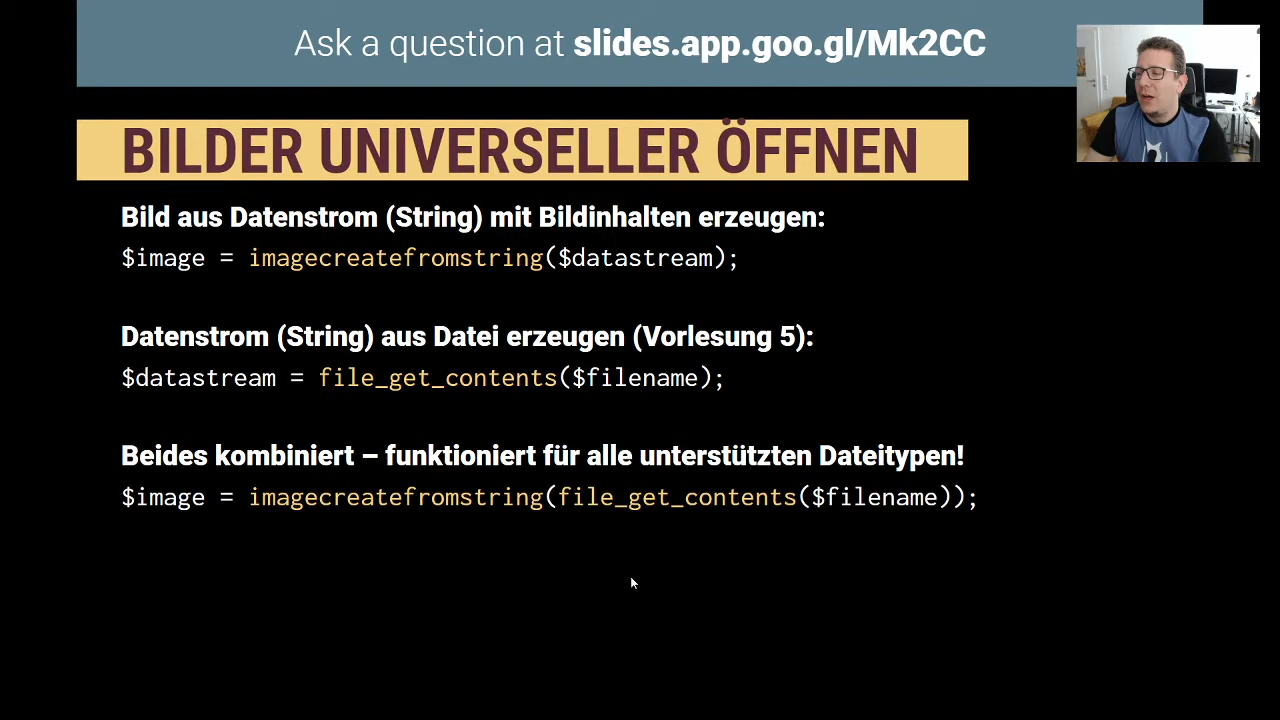 Ask a question at slides.app.goo.gl/Mk2CC
BILDER UNIVERSELLER ÖFFNEN
Bild aus Datenstrom (String) mit Bildinhalten erzeugen:
$image = imagecreatefromstring($datastream);
Datenstrom (String) aus Datei erzeugen (Vorlesung 5):
$datastream = file_get_contents($filename);
Beides kombiniert – funktioniert für alle unterstützten Dateitypen!
$image = imagecreatefromstring(file_get_contents($filename));